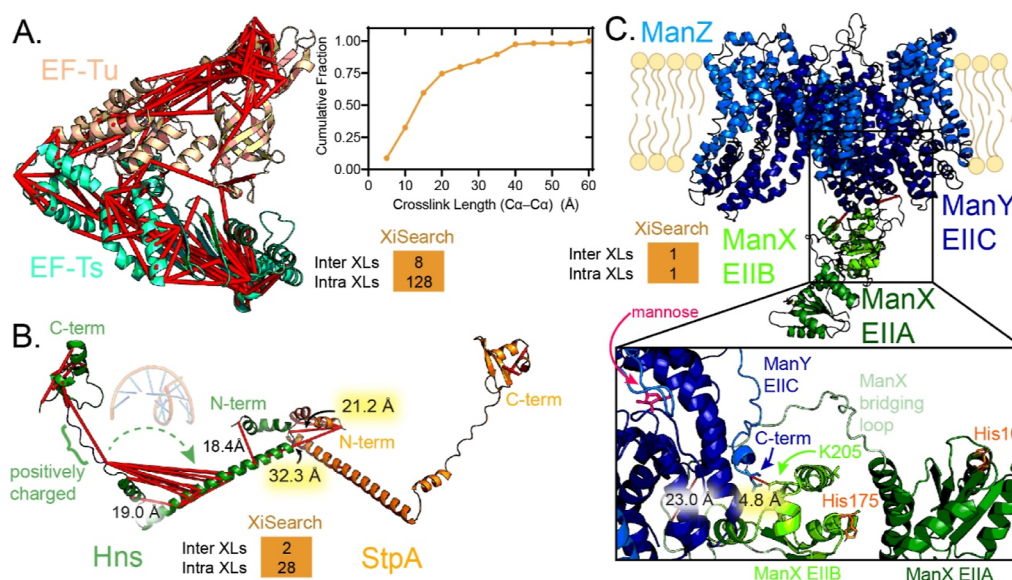 A.
EF-Tu
EF-Ts
Cumulative Fraction
1.00
0.75
0.50
0.25
0.00
0 10 20 30 40 50 60
Crosslink Length (Cα–Cα) (Å)
XiSearch
Inter XLs 8
Intra XLs 128
B.
C-term
positively
charged
19.0 Å
Hns
N-term
18.4Å
21.2 Å
N-term
32.3 Å
C-term
StpA
XiSearch
Inter XLs 2
Intra XLs 28
C.
ManZ
ManY
EIIC
ManX
EIIB
ManX
EIIA
XiSearch
Inter XLs 1
Intra XLs 1
mannose
ManY
EIIC
ManX
bridging
loop
C-term
K205
23.0 Å
4.8 Å
His175
ManX EIIB
ManX EIIA